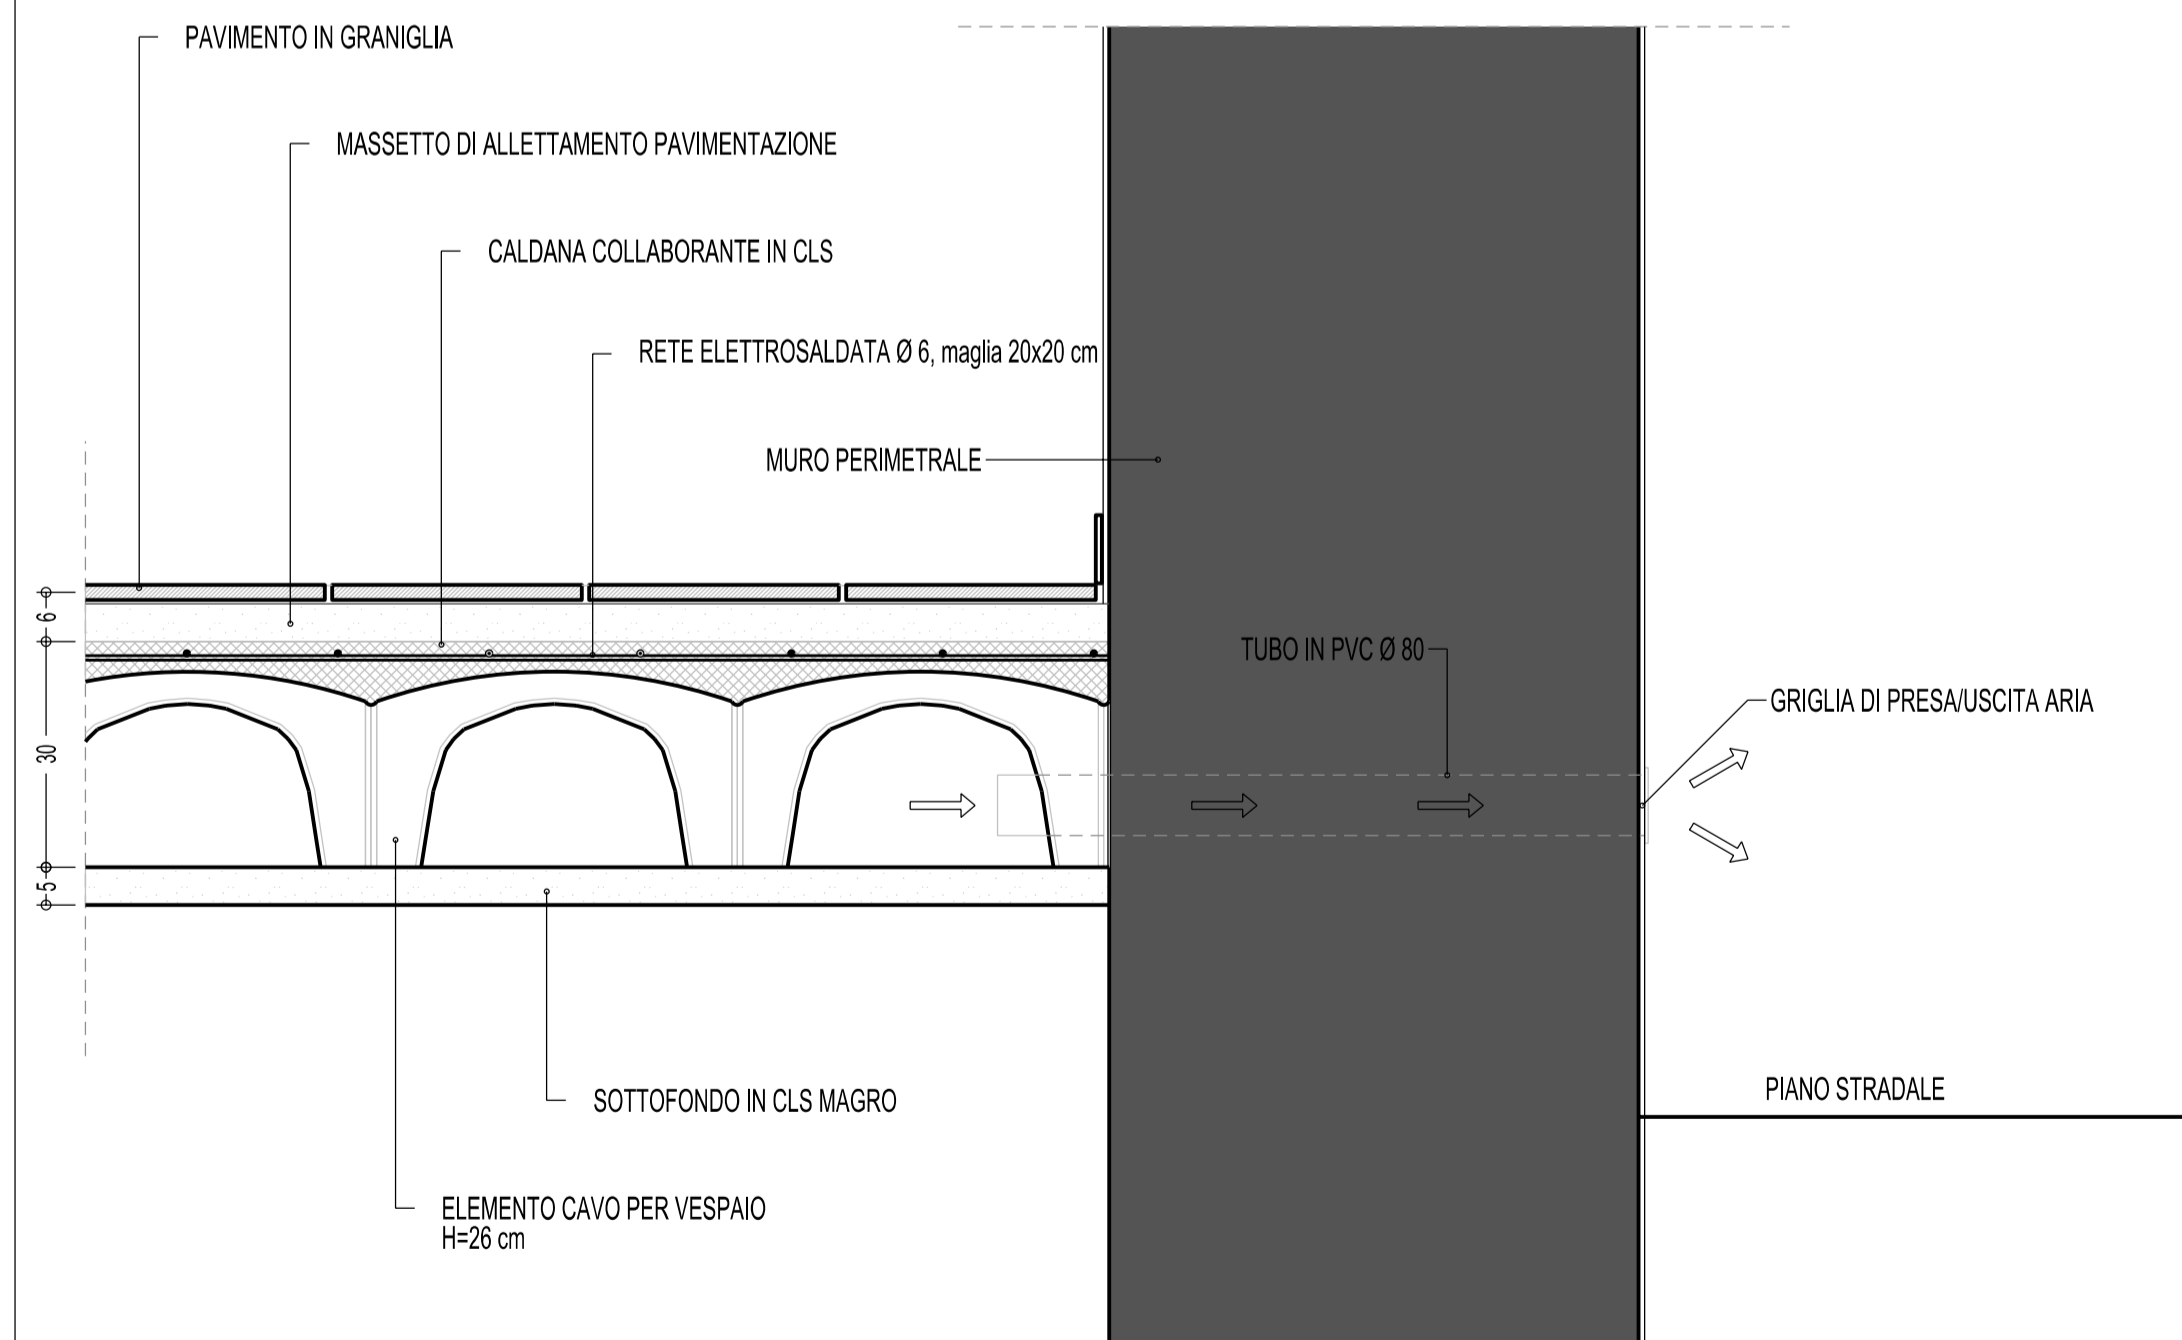 PAVIMENTO IN GRANIGLIA
MASSETTO DI ALLETTAMENTO PAVIMENTAZIONE
CALDANA COLLABORANTE IN CLS
RETE ELETTROSALDATA Ø 6, maglia 20x20 cm
MURO PERIMETRALE
6
TUBO IN PVC Ø 80
GRIGLIA DI PRESA/USCITA ARIA
30
5
SOTTOFONDO IN CLS MAGRO
PIANO STRADALE
ELEMENTO CAVO PER VESPAIO
H=26 cm